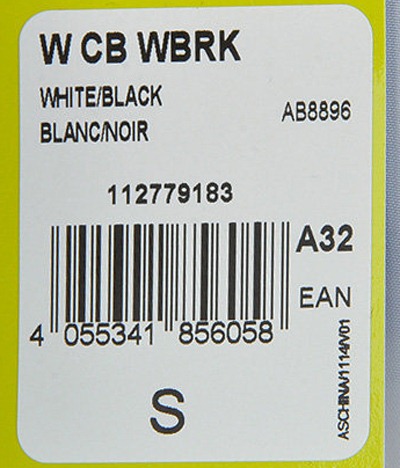 W CB WBRK
WHITE/BLACK
BLANC/NOIR
AB8896
112779183
A32
EAN
4 055341 856058
S
ASCHINA/1114/V01